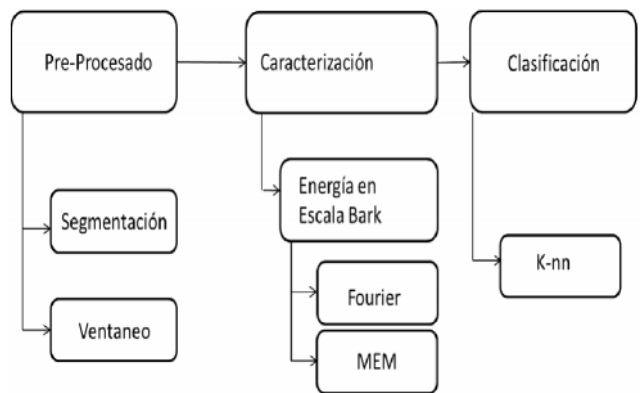 Pre-Procesado
Caracterización
Clasificación
Segmentación
Ventaneo
Energía en
Escala Bark
Fourier
MEM
K-nn